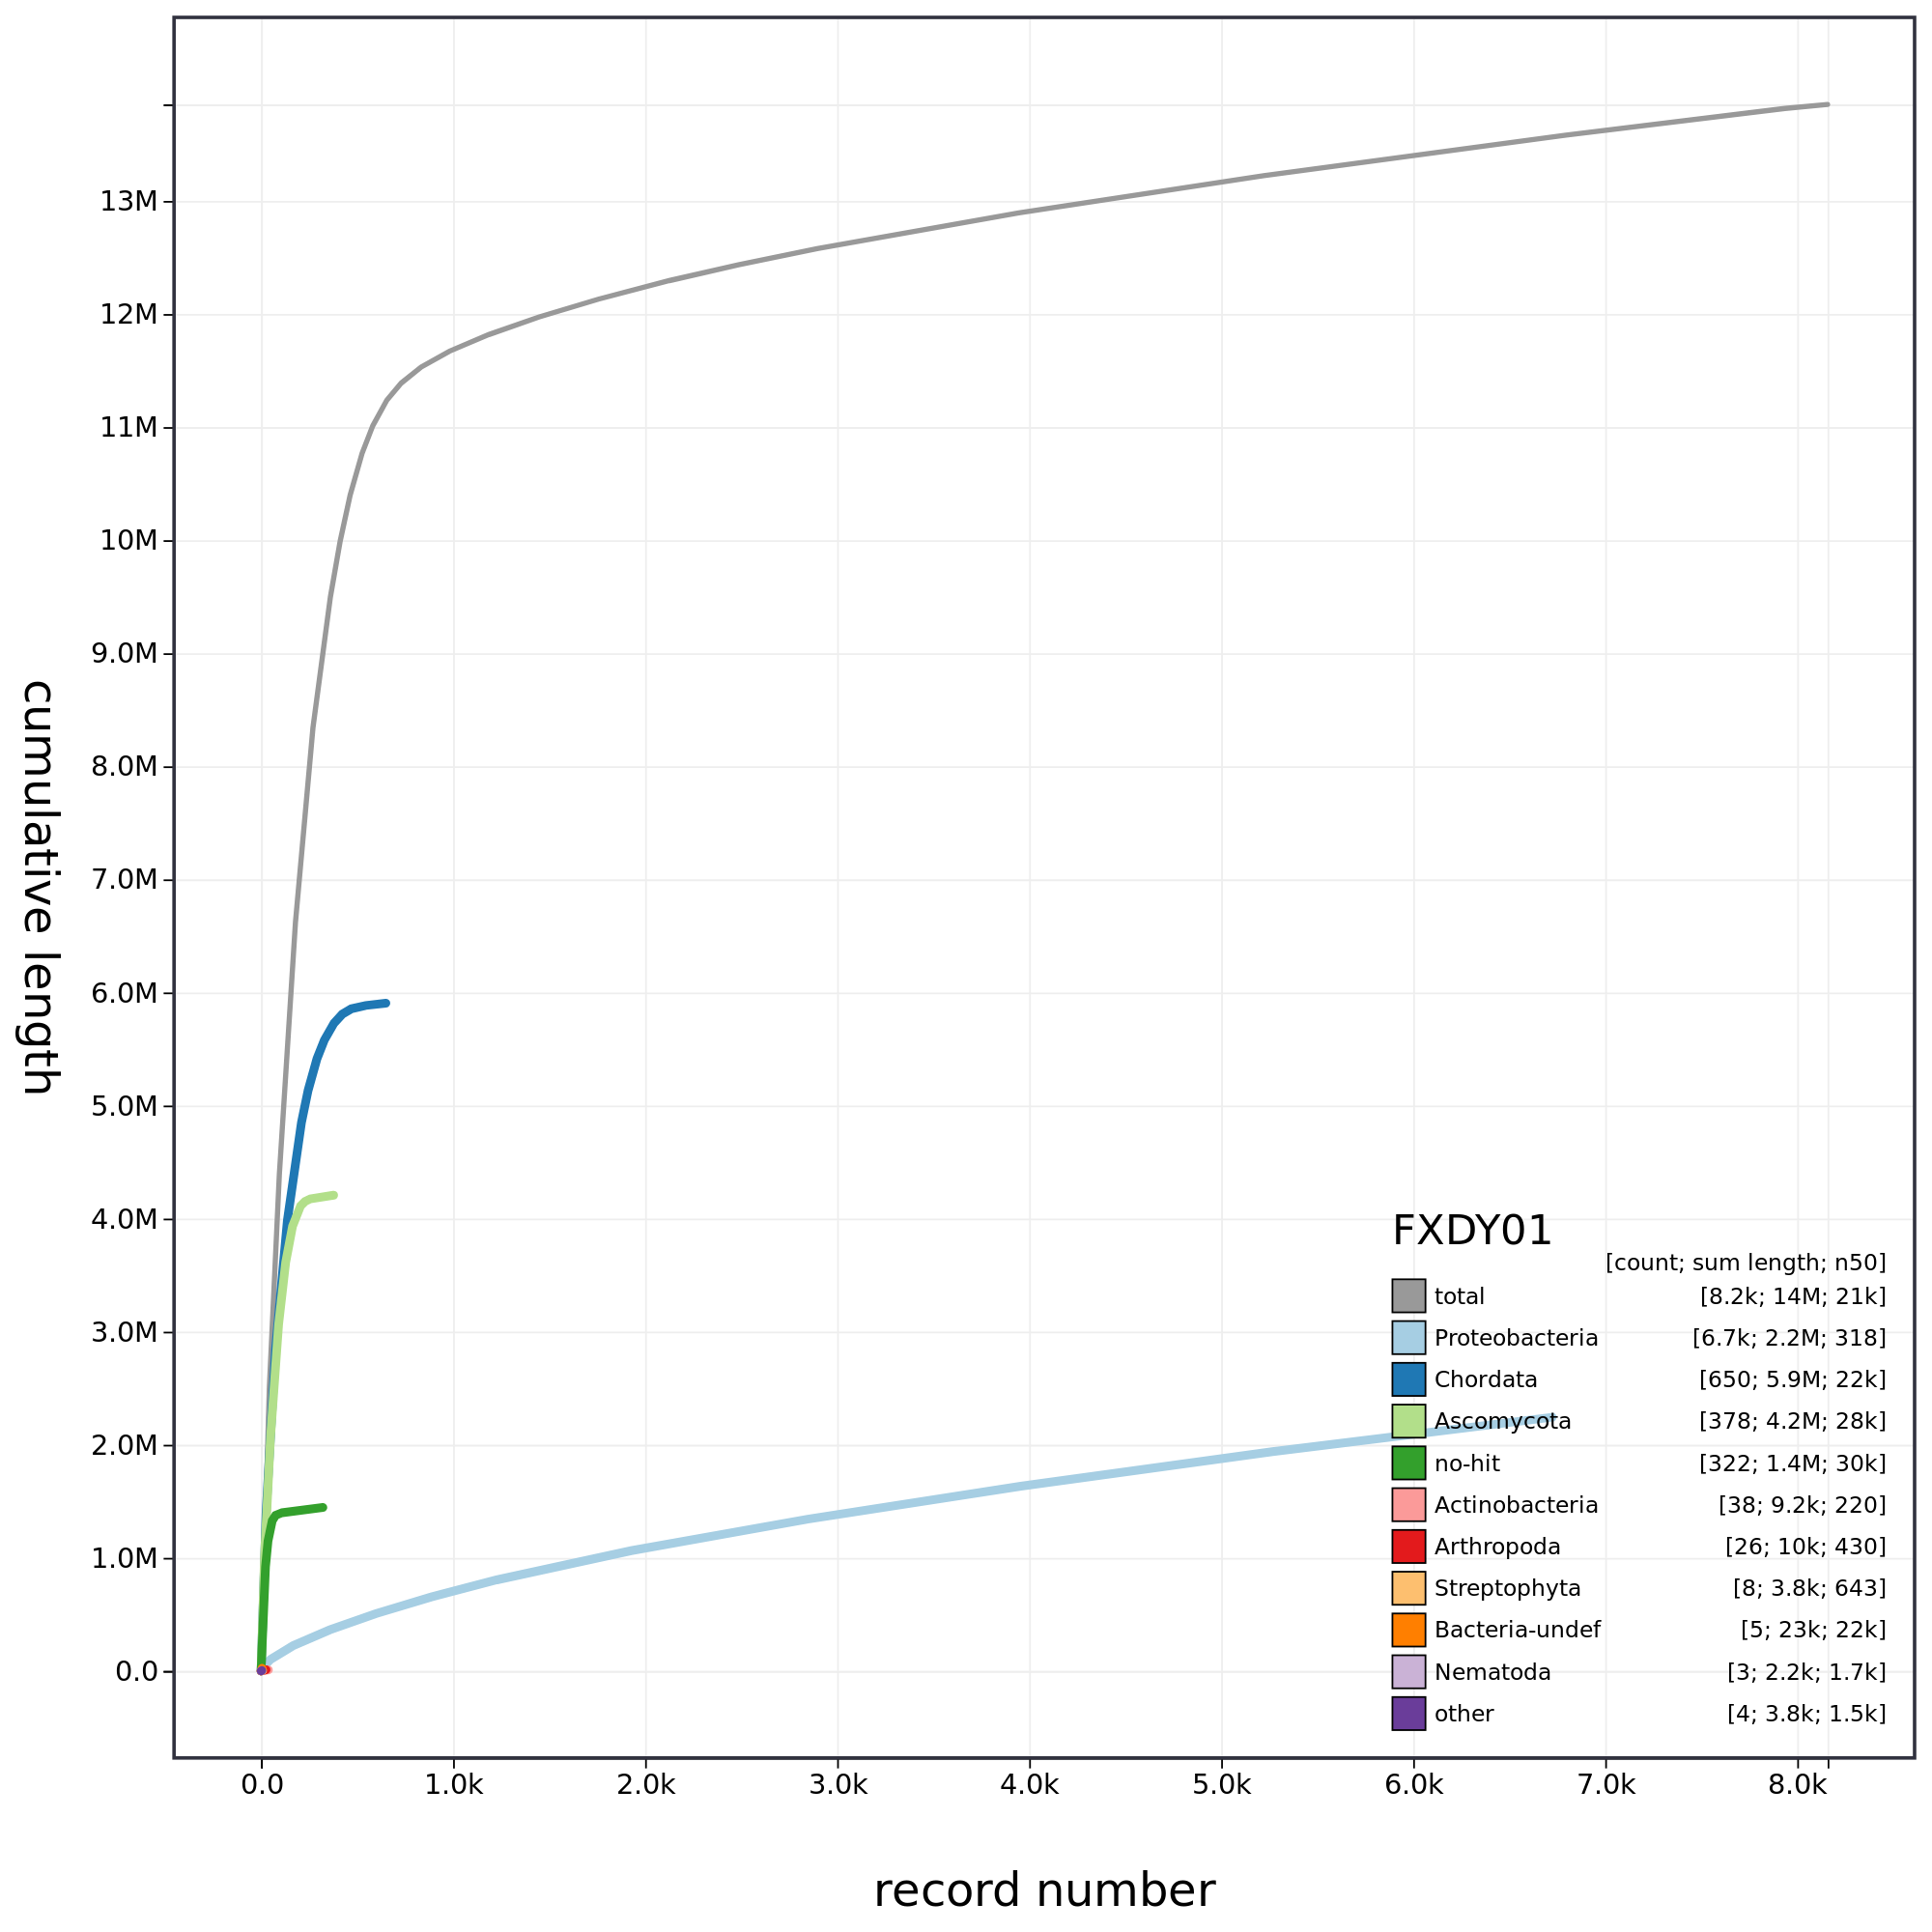 13M
12M
11M
10M
9.0M
8.0M
7.0M
6.0M
5.0M
4.0M
3.0M
2.0M
1.0M
0.0
cumulative length
FXDY01
[count; sum length; n50]
total [8.2k; 14M; 21k]
Proteobacteria [6.7k; 2.2M; 318]
Chordata [650; 5.9M; 22k]
Ascomycota [378; 4.2M; 28k]
no-hit [322; 1.4M; 30k]
Actinobacteria [38; 9.2k; 220]
Arthropoda [26; 10k; 430]
Streptophyta [8; 3.8k; 643]
Bacteria-undef [5; 23k; 22k]
Nematoda [3; 2.2k; 1.7k]
other [4; 3.8k; 1.5k]
0.0 1.0k 2.0k 3.0k 4.0k 5.0k 6.0k 7.0k 8.0k
record number